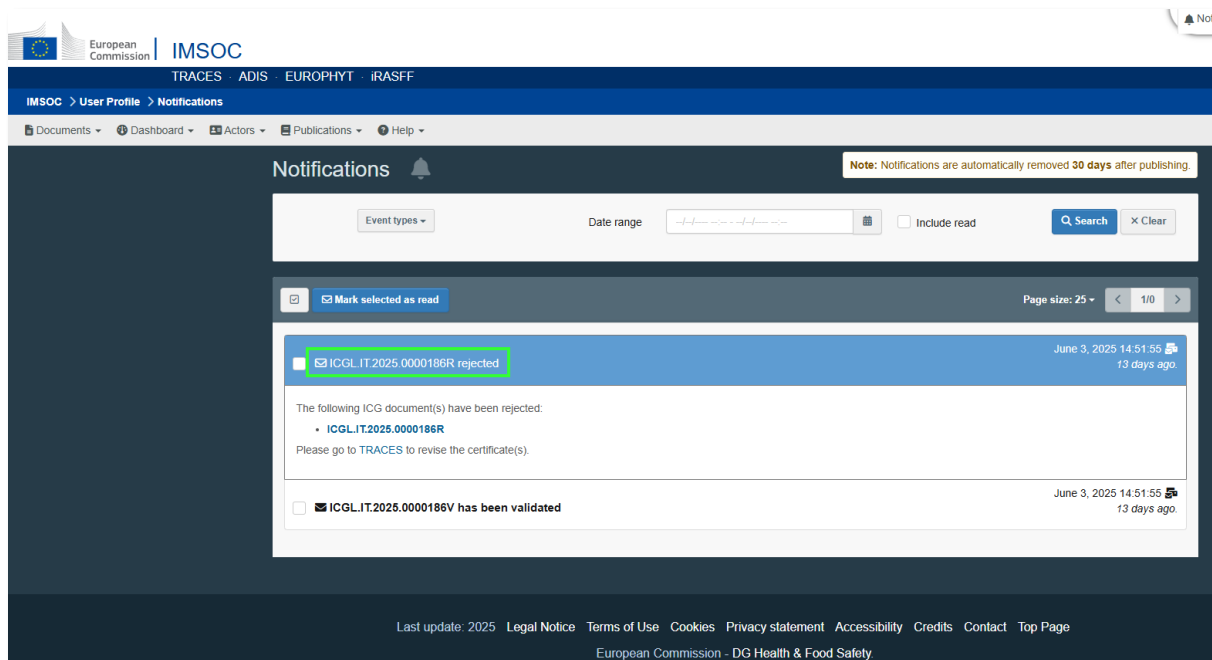 Not
European
Commission
IMSOC
TRACES · ADIS · EUROPHYT · iRASFF
IMSOC > User Profile > Notifications
Documents Dashboard Actors Publications Help
Notifications
Note: Notifications are automatically removed 30 days after publishing.
Event types Date range --/--/---- --:-- - --/--/---- --:-- Include read Search × Clear
Mark selected as read Page size: 25 < 1/0 >
ICGL.IT.2025.0000186R rejected
June 3, 2025 14:51:55
13 days ago.
The following ICG document(s) have been rejected:
• ICGL.IT.2025.0000186R
Please go to TRACES to revise the certificate(s).
ICGL.IT.2025.0000186V has been validated
June 3, 2025 14:51:55
13 days ago.
Last update: 2025 Legal Notice Terms of Use Cookies Privacy statement Accessibility Credits Contact Top Page
European Commission - DG Health & Food Safety.